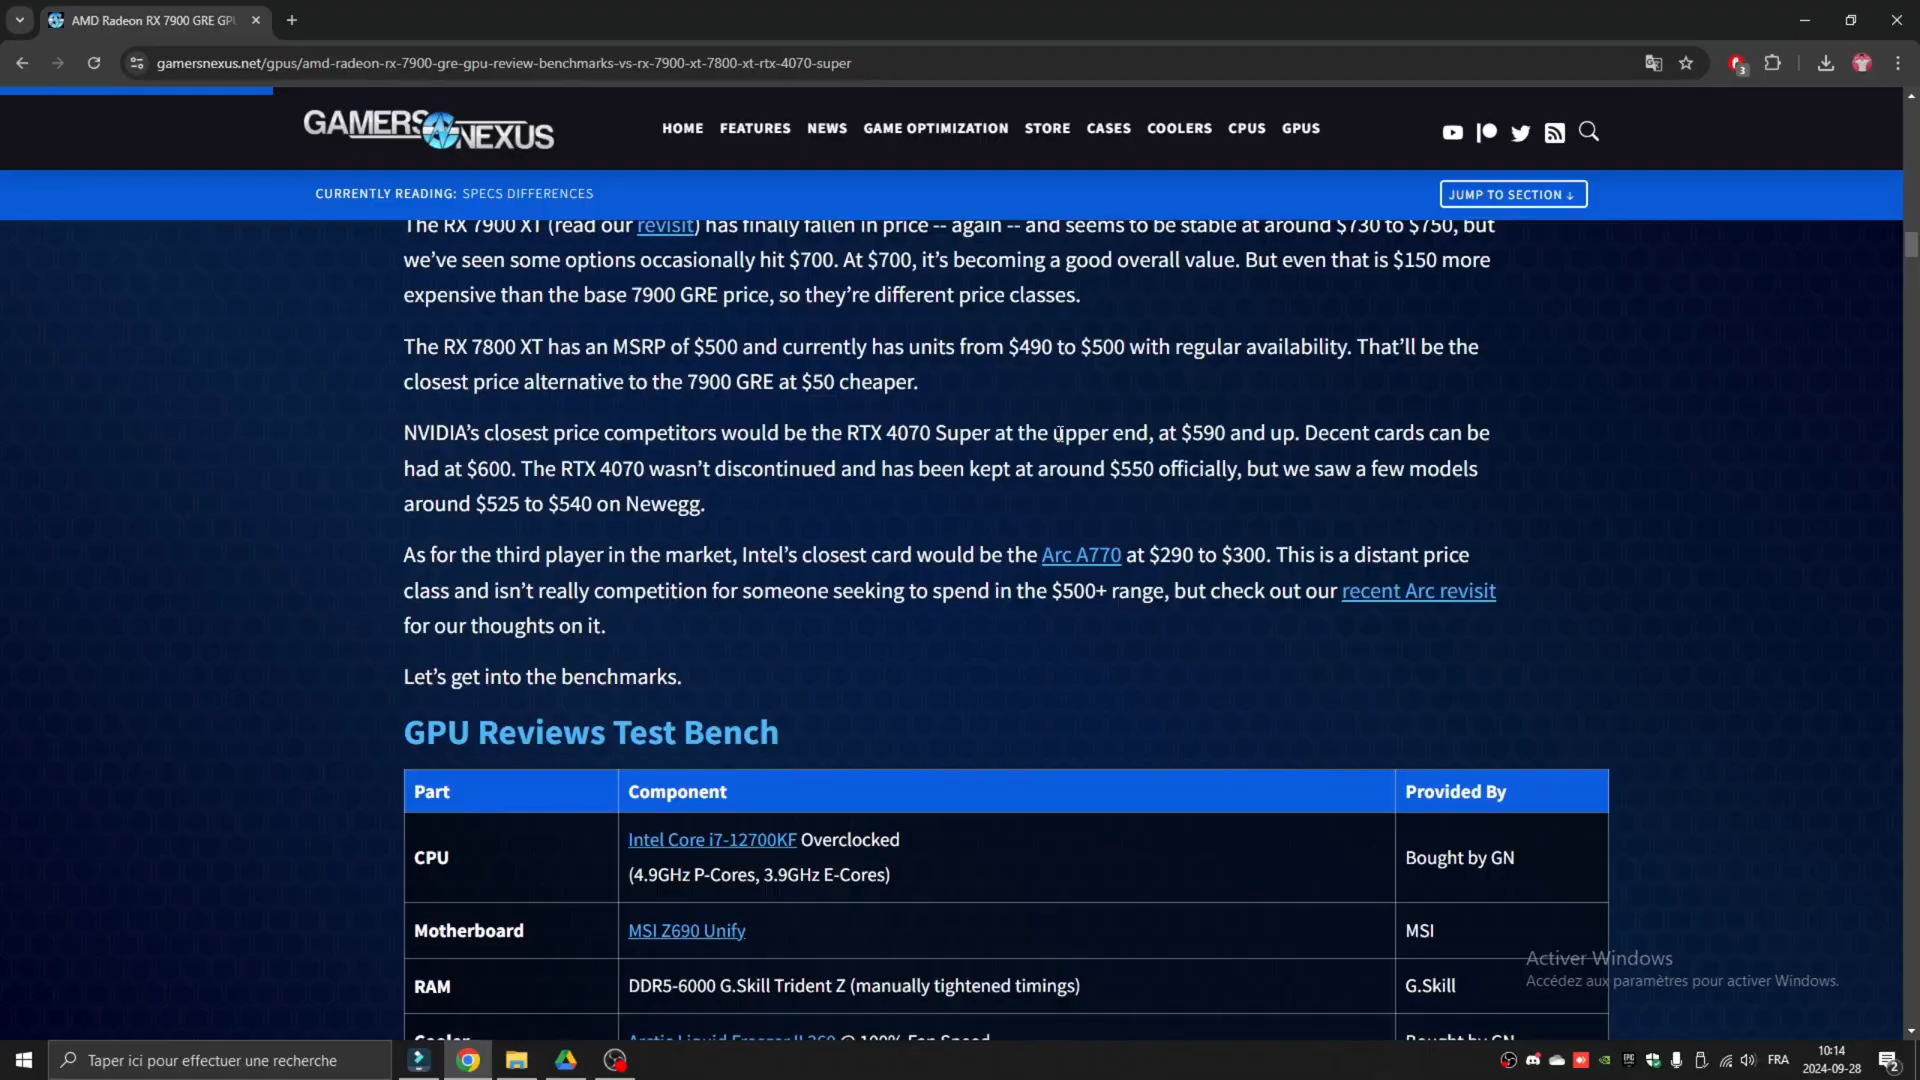 AMD Radeon RX 7900 GRE GPU
gamersnexus.net/gpus/amd-radeon-rx-7900-gre-gpu-review-benchmarks-vs-rx-7900-xt-7800-xt-rtx-4070-super
3
GAMERS NEXUS
HOME FEATURES NEWS GAME OPTIMIZATION STORE CASES COOLERS CPUS GPUS
CURRENTLY READING: SPECS DIFFERENCES
JUMP TO SECTION ↓
The RX 7900 XT (read our revisit) has finally fallen in price -- again -- and seems to be stable at around $730 to $750, but
we’ve seen some options occasionally hit $700. At $700, it’s becoming a good overall value. But even that is $150 more
expensive than the base 7900 GRE price, so they’re different price classes.
The RX 7800 XT has an MSRP of $500 and currently has units from $490 to $500 with regular availability. That’ll be the
closest price alternative to the 7900 GRE at $50 cheaper.
NVIDIA’s closest price competitors would be the RTX 4070 Super at the upper end, at $590 and up. Decent cards can be
had at $600. The RTX 4070 wasn’t discontinued and has been kept at around $550 officially, but we saw a few models
around $525 to $540 on Newegg.
As for the third player in the market, Intel’s closest card would be the Arc A770 at $290 to $300. This is a distant price
class and isn’t really competition for someone seeking to spend in the $500+ range, but check out our recent Arc revisit
for our thoughts on it.
Let’s get into the benchmarks.
GPU Reviews Test Bench
Part Component Provided By
CPU Intel Core i7-12700KF Overclocked
(4.9GHz P-Cores, 3.9GHz E-Cores) Bought by GN
Motherboard MSI Z690 Unify MSI
RAM DDR5-6000 G.Skill Trident Z (manually tightened timings) G.Skill
Cooler Arctic Liquid Freezer II 360 @ 100% Fan Speed Bought by GN
Activer Windows
Accédez aux paramètres pour activer Windows.
Taper ici pour effectuer une recherche
FRA
10:14
2024-09-28
2